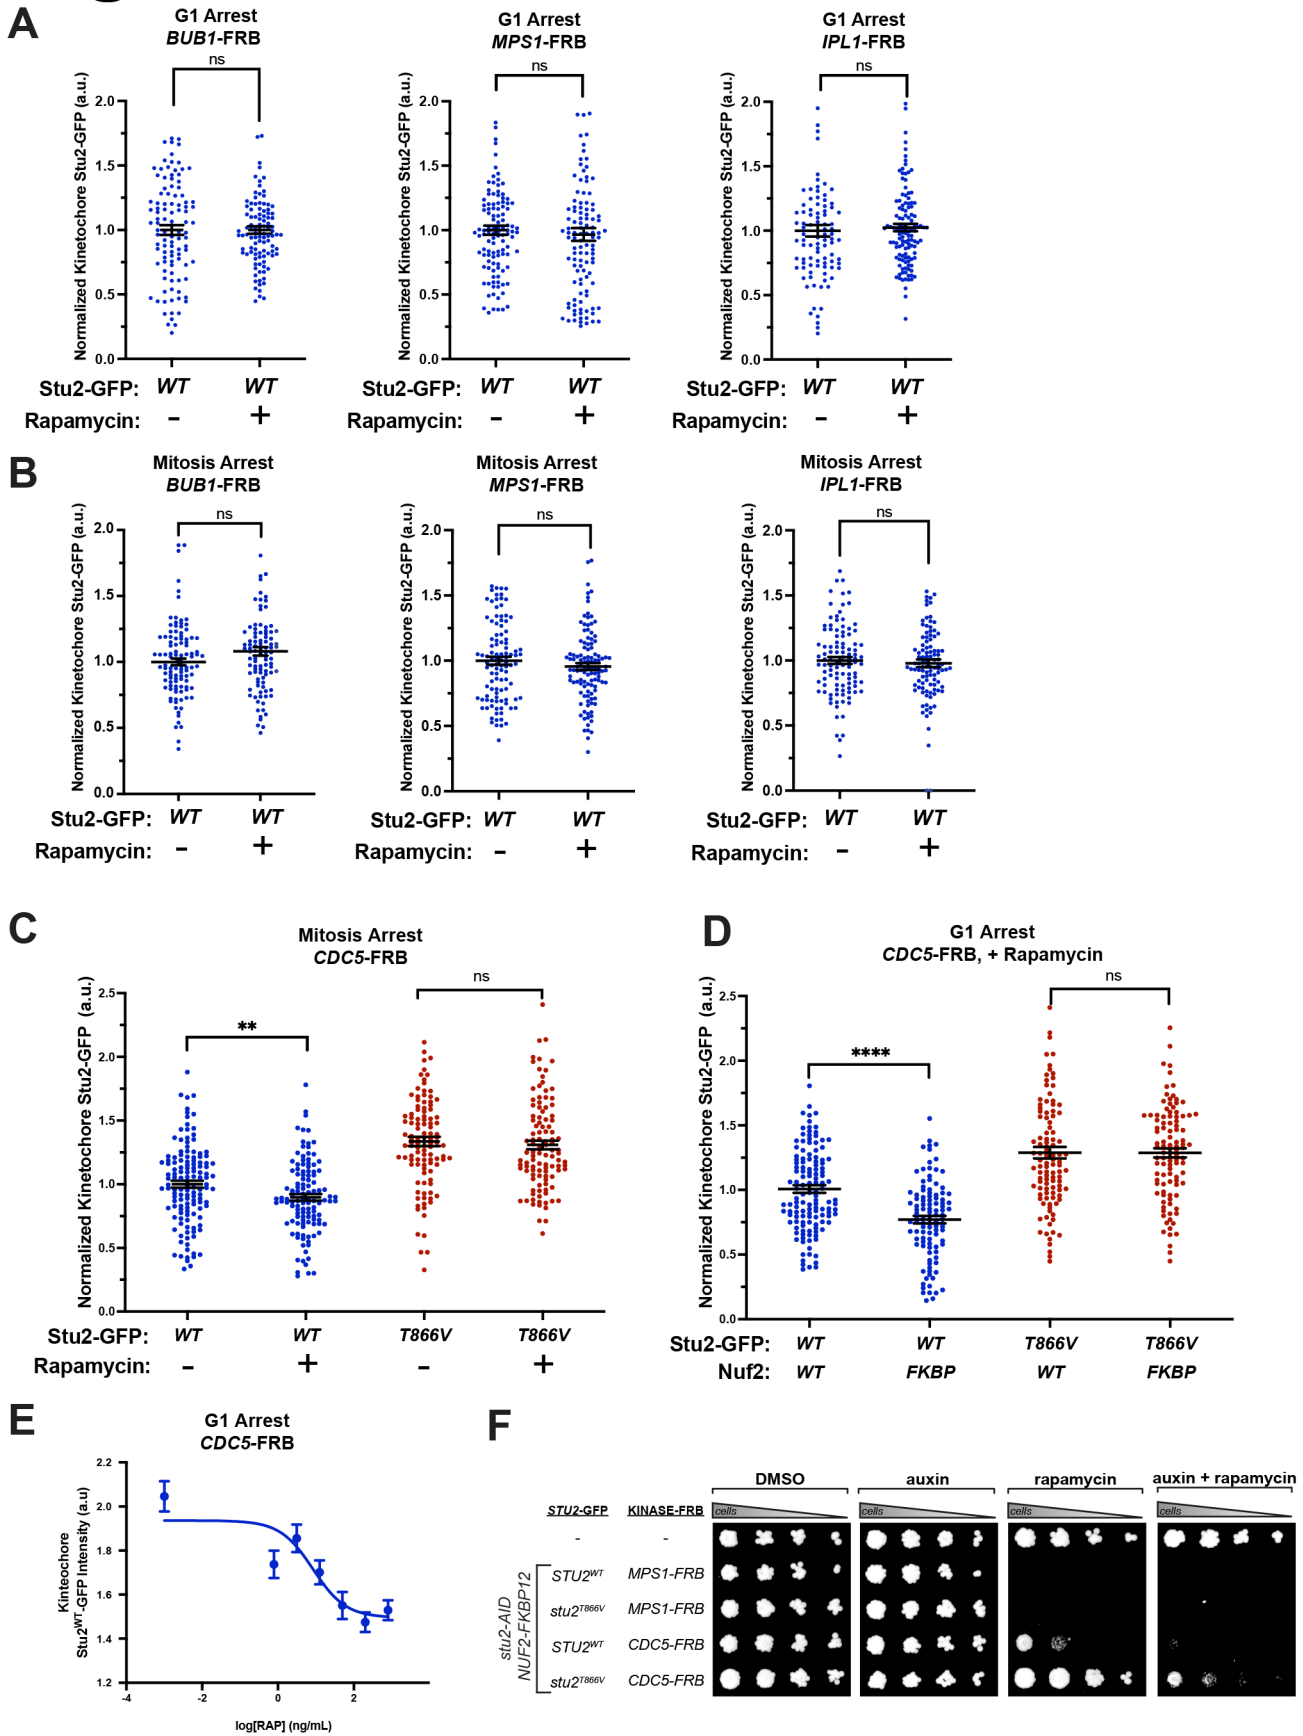 A
G1 Arrest
BUB1-FRB
ns
Normalized Kinetochore Stu2-GFP (a.u.)
2.0
1.5
1.0
0.5
0.0
Stu2-GFP: WT WT
Rapamycin: - +
G1 Arrest
MPS1-FRB
ns
Normalized Kinetochore Stu2-GFP (a.u.)
2.0
1.5
1.0
0.5
0.0
Stu2-GFP: WT WT
Rapamycin: - +
G1 Arrest
IPL1-FRB
ns
Normalized Kinetochore Stu2-GFP (a.u.)
2.0
1.5
1.0
0.5
0.0
Stu2-GFP: WT WT
Rapamycin: - +
B
Mitosis Arrest
BUB1-FRB
ns
Normalized Kinetochore Stu2-GFP (a.u.)
2.0
1.5
1.0
0.5
0.0
Stu2-GFP: WT WT
Rapamycin: - +
Mitosis Arrest
MPS1-FRB
ns
Normalized Kinetochore Stu2-GFP (a.u.)
2.0
1.5
1.0
0.5
0.0
Stu2-GFP: WT WT
Rapamycin: - +
Mitosis Arrest
IPL1-FRB
ns
Normalized Kinetochore Stu2-GFP (a.u.)
2.0
1.5
1.0
0.5
0.0
Stu2-GFP: WT WT
Rapamycin: - +
C
Mitosis Arrest
CDC5-FRB
** ns
Normalized Kinetochore Stu2-GFP (a.u.)
2.5
2.0
1.5
1.0
0.5
0.0
Stu2-GFP: WT WT T866V T866V
Rapamycin: - + - +
D
G1 Arrest
CDC5-FRB, + Rapamycin
**** ns
Normalized Kinetochore Stu2-GFP (a.u.)
2.5
2.0
1.5
1.0
0.5
0.0
Stu2-GFP: WT WT T866V T866V
Nuf2: WT FKBP WT FKBP
E
G1 Arrest
CDC5-FRB
Kinteochore
Stu2WT-GFP Intensity (a.u)
2.2
2.0
1.8
1.6
1.4
1.2
-4 -2 0 2
log[RAP] (ng/mL)
F
DMSO auxin rapamycin auxin + rapamycin
STU2-GFP KINASE-FRB cells cells cells cells
- -
stu2-AID
NUF2-FKBP12
STU2WT MPS1-FRB
stu2T866V MPS1-FRB
STU2WT CDC5-FRB
stu2T866V CDC5-FRB